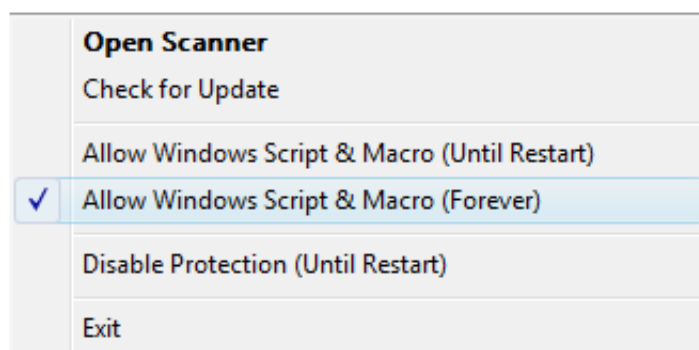 Open Scanner
Check for Update
Allow Windows Script & Macro (Until Restart)
Allow Windows Script & Macro (Forever)
Disable Protection (Until Restart)
Exit